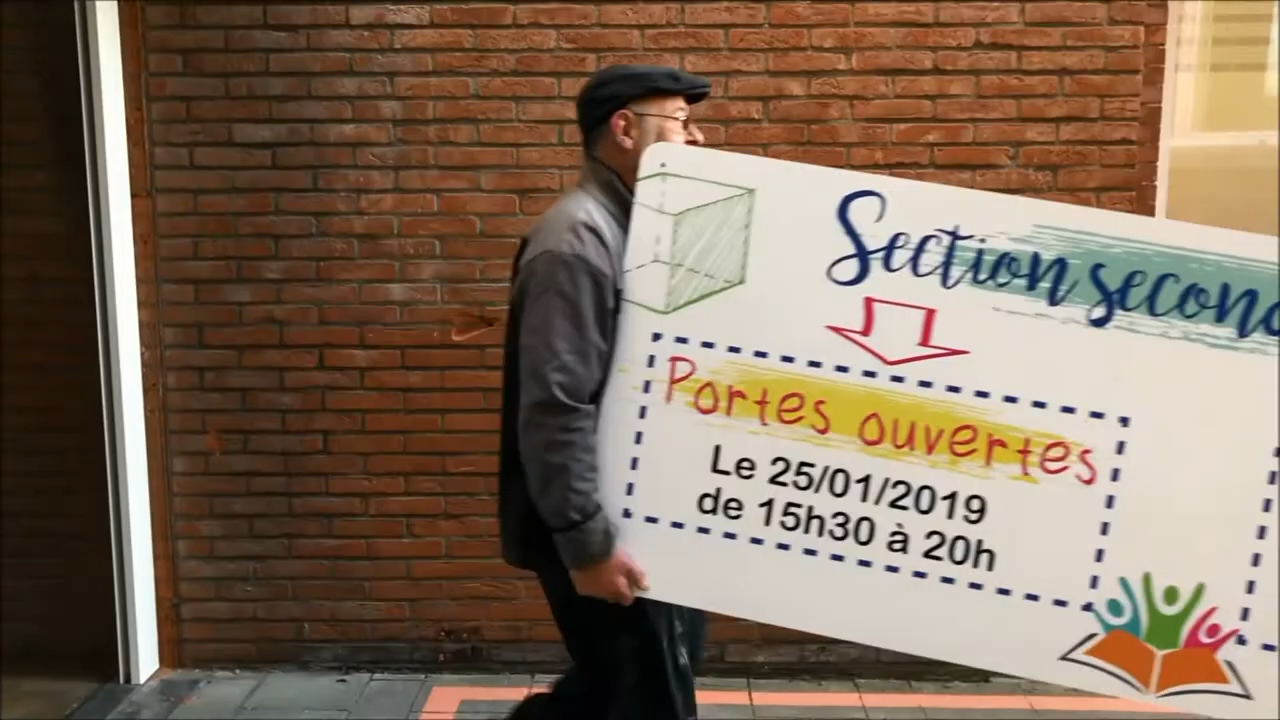 Section second
Portes ouvertes
Le 25/01/2019
de 15h30 à 20h